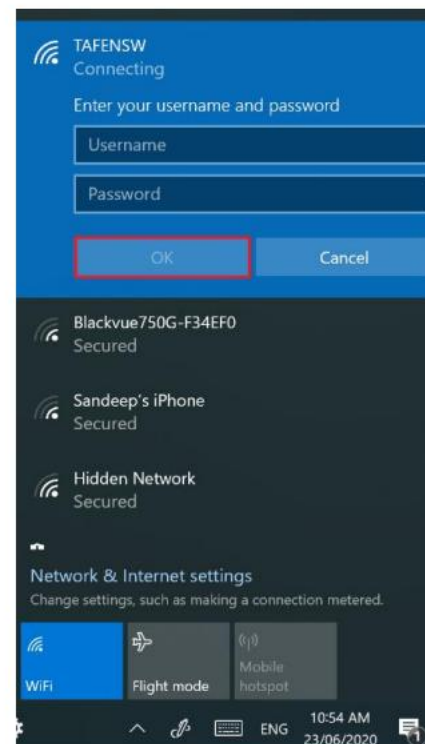 TAFENSW
Connecting
Enter your username and password
Username
Password
OK Cancel
Blackvue750G-F34EF0
Secured
Sandeep's iPhone
Secured
Hidden Network
Secured
Network & Internet settings
Change settings, such as making a connection metered.
WiFi
Flight mode
Mobile
hotspot
ENG
10:54 AM
23/06/2020
1